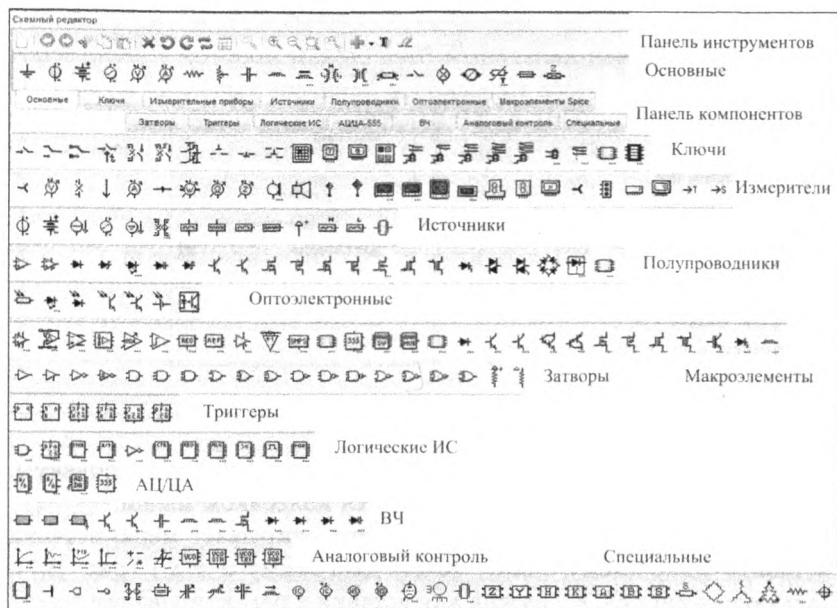 Схемный редактор
Панель инструментов
Основные
Основные Ключи Измерительные приборы Источники Полупроводники Оптоэлектронные Макроэлементы Spice
Затворы Триггеры Логические ИС АЦ/ЦА-555 ВЧ Аналоговый контроль Специальные
Панель компонентов
Ключи
Измерители
Источники
Полупроводники
Оптоэлектронные
Затворы Макроэлементы
Триггеры
Логические ИС
АЦ/ЦА
ВЧ
Аналоговый контроль Специальные